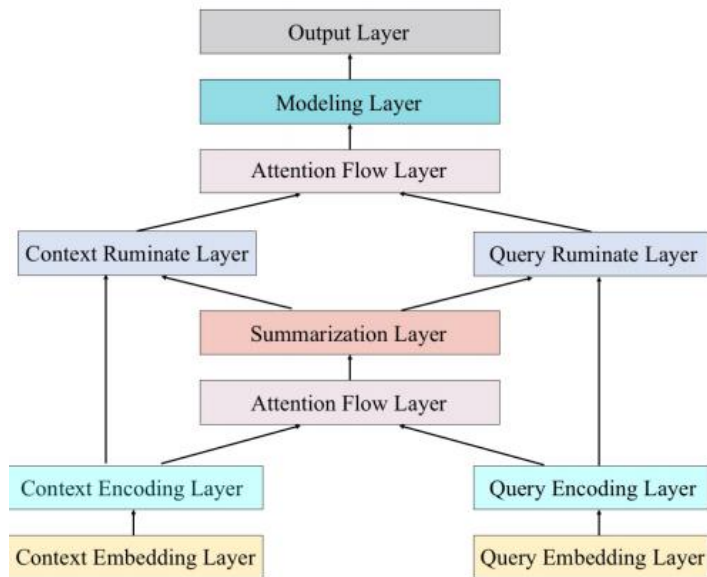 Output Layer
Modeling Layer
Attention Flow Layer
Context Ruminate Layer
Query Ruminate Layer
Summarization Layer
Attention Flow Layer
Context Encoding Layer
Query Encoding Layer
Context Embedding Layer
Query Embedding Layer